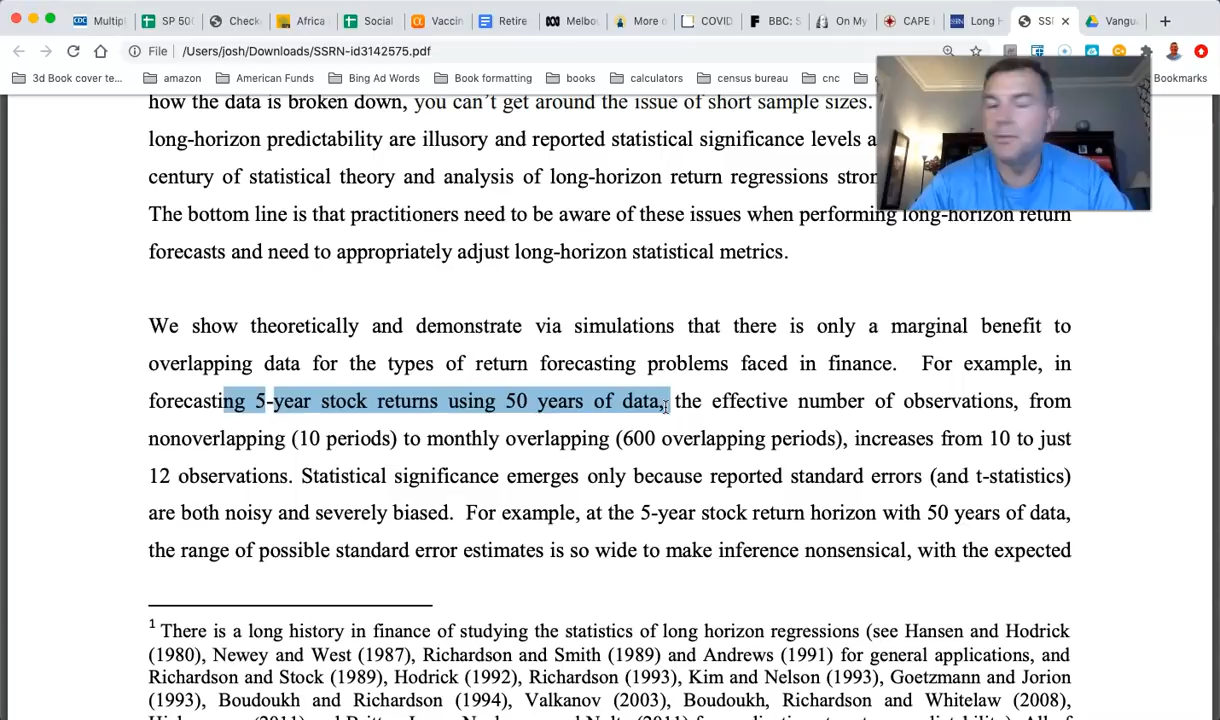 Multipl
SP 500
Check
Africa
Social
Vaccin
Retire
Melbou
More o
COVID
BBC: S
On My
CAPE
Long H
SSR
Vangu
File
/Users/josh/Downloads/SSRN-id3142575.pdf
3d Book cover te...
amazon
American Funds
Bing Ad Words
Book formatting
books
calculators
census bureau
cnc
Bookmarks
how the data is broken down, you can't get around the issue of short sample sizes.
long-horizon predictability are illusory and reported statistical significance levels a
century of statistical theory and analysis of long-horizon return regressions stron
The bottom line is that practitioners need to be aware of these issues when performing long-horizon return
forecasts and need to appropriately adjust long-horizon statistical metrics.
We show theoretically and demonstrate via simulations that there is only a marginal benefit to
overlapping data for the types of return forecasting problems faced in finance. For example, in
forecasting 5-year stock returns using 50 years of data, the effective number of observations, from
nonoverlapping (10 periods) to monthly overlapping (600 overlapping periods), increases from 10 to just
12 observations. Statistical significance emerges only because reported standard errors (and t-statistics)
are both noisy and severely biased. For example, at the 5-year stock return horizon with 50 years of data,
the range of possible standard error estimates is so wide to make inference nonsensical, with the expected
1 There is a long history in finance of studying the statistics of long horizon regressions (see Hansen and Hodrick
(1980), Newey and West (1987), Richardson and Smith (1989) and Andrews (1991) for general applications, and
Richardson and Stock (1989), Hodrick (1992), Richardson (1993), Kim and Nelson (1993), Goetzmann and Jorion
(1993), Boudoukh and Richardson (1994), Valkanov (2003), Boudoukh, Richardson and Whitelaw (2008),